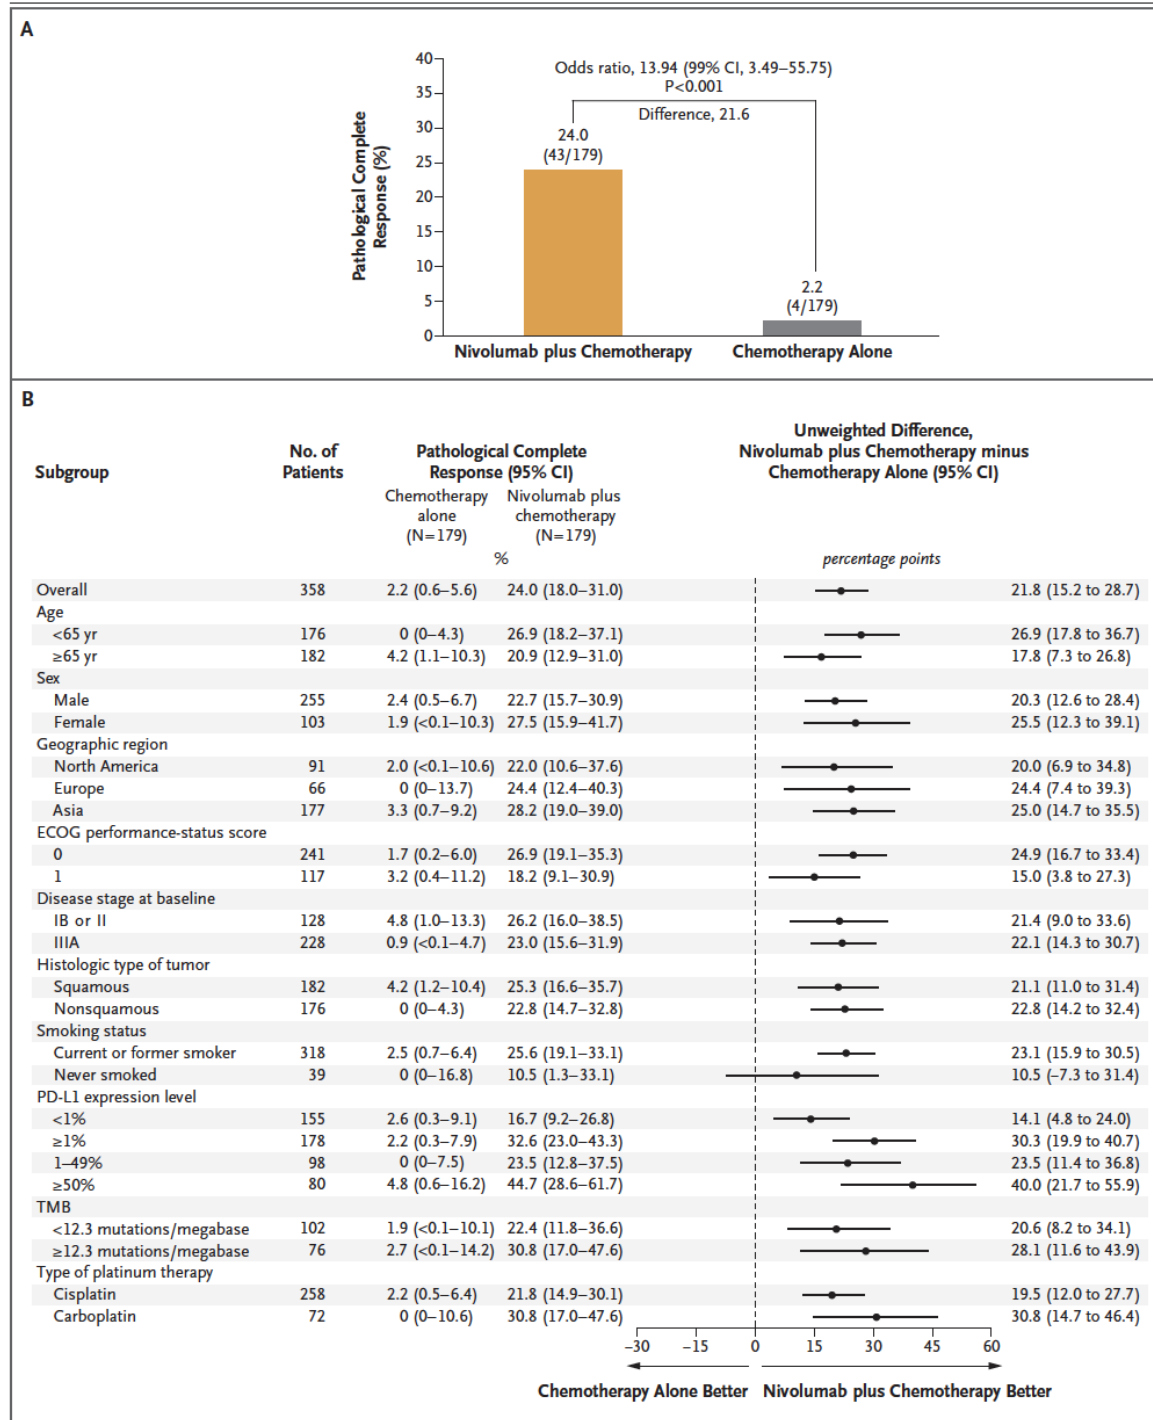 A
40
35
30
25
20
15
10
5
0
Pathological Complete
Response (%)
Odds ratio, 13.94 (99% CI, 3.49–55.75)
P<0.001
Difference, 21.6
24.0
(43/179)
2.2
(4/179)
Nivolumab plus Chemotherapy Chemotherapy Alone
B
Subgroup
No. of
Patients
Pathological Complete
Response (95% CI)
Chemotherapy
alone
(N=179)
Nivolumab plus
chemotherapy
(N=179)
%
Unweighted Difference,
Nivolumab plus Chemotherapy minus
Chemotherapy Alone (95% CI)
percentage points
Overall 358 2.2 (0.6–5.6) 24.0 (18.0–31.0) 21.8 (15.2 to 28.7)
Age
<65 yr 176 0 (0–4.3) 26.9 (18.2–37.1) 26.9 (17.8 to 36.7)
≥65 yr 182 4.2 (1.1–10.3) 20.9 (12.9–31.0) 17.8 (7.3 to 26.8)
Sex
Male 255 2.4 (0.5–6.7) 22.7 (15.7–30.9) 20.3 (12.6 to 28.4)
Female 103 1.9 (<0.1–10.3) 27.5 (15.9–41.7) 25.5 (12.3 to 39.1)
Geographic region
North America 91 2.0 (<0.1–10.6) 22.0 (10.6–37.6) 20.0 (6.9 to 34.8)
Europe 66 0 (0–13.7) 24.4 (12.4–40.3) 24.4 (7.4 to 39.3)
Asia 177 3.3 (0.7–9.2) 28.2 (19.0–39.0) 25.0 (14.7 to 35.5)
ECOG performance-status score
0 241 1.7 (0.2–6.0) 26.9 (19.1–35.3) 24.9 (16.7 to 33.4)
1 117 3.2 (0.4–11.2) 18.2 (9.1–30.9) 15.0 (3.8 to 27.3)
Disease stage at baseline
IB or II 128 4.8 (1.0–13.3) 26.2 (16.0–38.5) 21.4 (9.0 to 33.6)
IIIA 228 0.9 (<0.1–4.7) 23.0 (15.6–31.9) 22.1 (14.3 to 30.7)
Histologic type of tumor
Squamous 182 4.2 (1.2–10.4) 25.3 (16.6–35.7) 21.1 (11.0 to 31.4)
Nonsquamous 176 0 (0–4.3) 22.8 (14.7–32.8) 22.8 (14.2 to 32.4)
Smoking status
Current or former smoker 318 2.5 (0.7–6.4) 25.6 (19.1–33.1) 23.1 (15.9 to 30.5)
Never smoked 39 0 (0–16.8) 10.5 (1.3–33.1) 10.5 (–7.3 to 31.4)
PD-L1 expression level
<1% 155 2.6 (0.3–9.1) 16.7 (9.2–26.8) 14.1 (4.8 to 24.0)
≥1% 178 2.2 (0.3–7.9) 32.6 (23.0–43.3) 30.3 (19.9 to 40.7)
1–49% 98 0 (0–7.5) 23.5 (12.8–37.5) 23.5 (11.4 to 36.8)
≥50% 80 4.8 (0.6–16.2) 44.7 (28.6–61.7) 40.0 (21.7 to 55.9)
TMB
<12.3 mutations/megabase 102 1.9 (<0.1–10.1) 22.4 (11.8–36.6) 20.6 (8.2 to 34.1)
≥12.3 mutations/megabase 76 2.7 (<0.1–14.2) 30.8 (17.0–47.6) 28.1 (11.6 to 43.9)
Type of platinum therapy
Cisplatin 258 2.2 (0.5–6.4) 21.8 (14.9–30.1) 19.5 (12.0 to 27.7)
Carboplatin 72 0 (0–10.6) 30.8 (17.0–47.6) 30.8 (14.7 to 46.4)
–30 –15 0 15 30 45 60
Chemotherapy Alone Better Nivolumab plus Chemotherapy Better